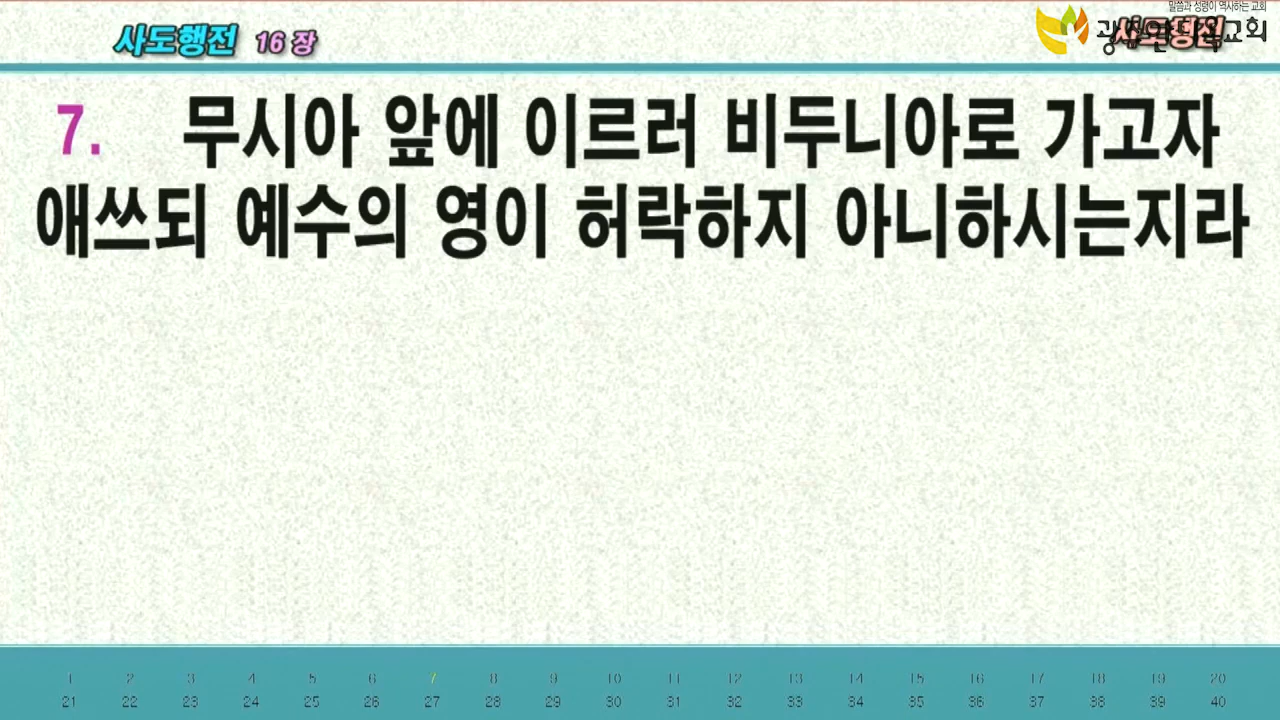 사도행전 16 장
말씀과 성령이 역사하는 교회
교회
7. 무시아 앞에 이르러 비두니아로 가고자
애쓰되 예수의 영이 허락하지 아니하시는지라
1 2 3 4 5 6 7 8 9 10 11 12 13 14 15 16 17 18 19 20
21 22 23 24 25 26 27 28 29 30 31 32 33 34 35 36 37 38 39 40